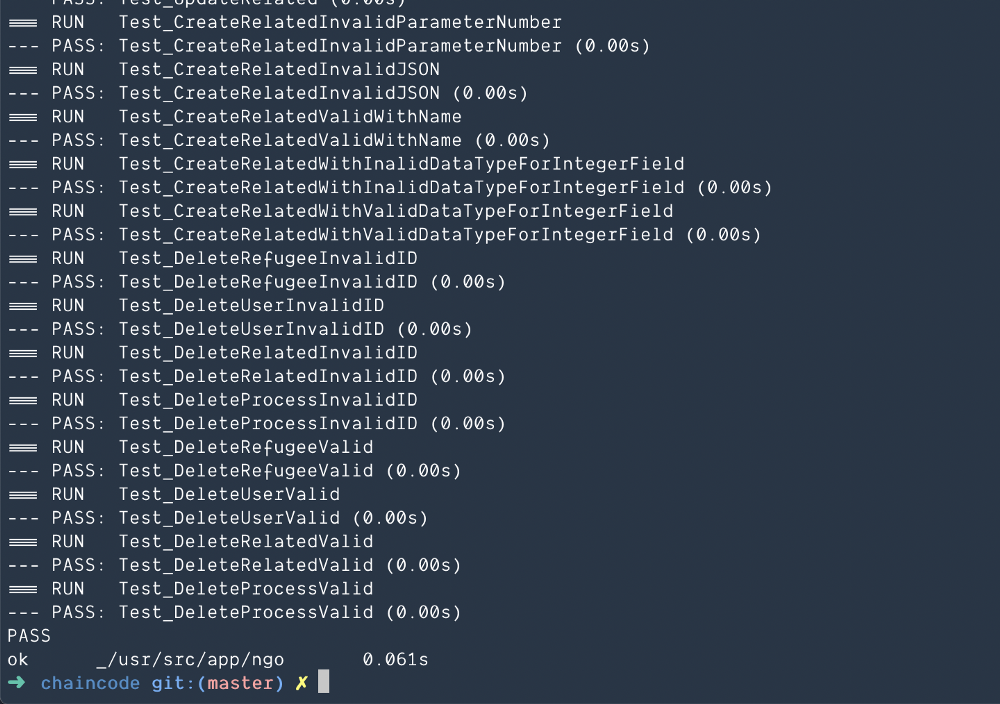 --- PASS: Test_UpdateRelated (0.00s)
=== RUN   Test_CreateRelatedInvalidParameterNumber
--- PASS: Test_CreateRelatedInvalidParameterNumber (0.00s)
=== RUN   Test_CreateRelatedInvalidJSON
--- PASS: Test_CreateRelatedInvalidJSON (0.00s)
=== RUN   Test_CreateRelatedValidWithName
--- PASS: Test_CreateRelatedValidWithName (0.00s)
=== RUN   Test_CreateRelatedWithInalidDataTypeForIntegerField
--- PASS: Test_CreateRelatedWithInalidDataTypeForIntegerField (0.00s)
=== RUN   Test_CreateRelatedWithValidDataTypeForIntegerField
--- PASS: Test_CreateRelatedWithValidDataTypeForIntegerField (0.00s)
=== RUN   Test_DeleteRefugeeInvalidID
--- PASS: Test_DeleteRefugeeInvalidID (0.00s)
=== RUN   Test_DeleteUserInvalidID
--- PASS: Test_DeleteUserInvalidID (0.00s)
=== RUN   Test_DeleteRelatedInvalidID
--- PASS: Test_DeleteRelatedInvalidID (0.00s)
=== RUN   Test_DeleteProcessInvalidID
--- PASS: Test_DeleteProcessInvalidID (0.00s)
=== RUN   Test_DeleteRefugeeValid
--- PASS: Test_DeleteRefugeeValid (0.00s)
=== RUN   Test_DeleteUserValid
--- PASS: Test_DeleteUserValid (0.00s)
=== RUN   Test_DeleteRelatedValid
--- PASS: Test_DeleteRelatedValid (0.00s)
=== RUN   Test_DeleteProcessValid
--- PASS: Test_DeleteProcessValid (0.00s)
PASS
ok      _/usr/src/app/ngo       0.061s
➜ chaincode git:(master) ✗